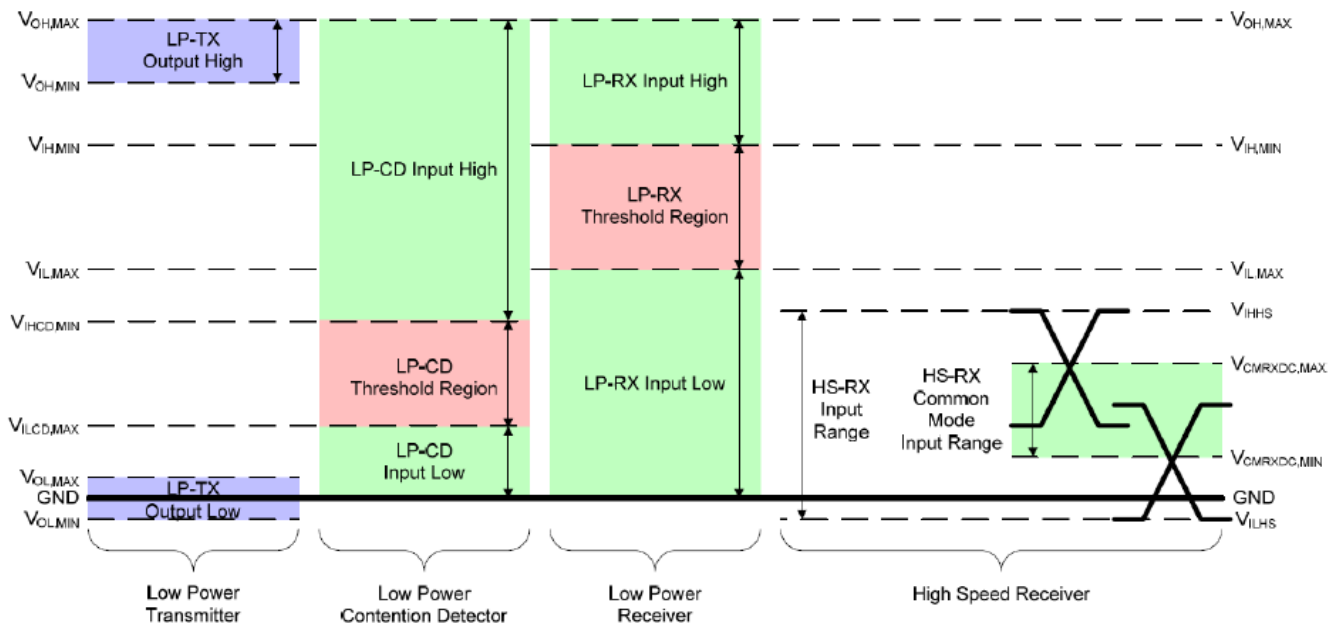 VOH,MAX
LP-TX
Output High
VOH,MIN
VIH,MIN
VIL,MAX
VIHCD,MIN
VILCD,MAX
VOL,MAX
GND
VOL,MIN
LP-TX
Output Low
LP-CD Input High
LP-CD
Threshold Region
LP-CD
Input Low
LP-RX Input High
LP-RX
Threshold Region
LP-RX Input Low
HS-RX
Input
Range
HS-RX
Common
Mode
Input Range
VOH,MAX
VIH,MIN
VIL,MAX
VIHHS
VCMRXDC,MAX
VCMRXDC,MIN
GND
VILHS
Low Power
Transmitter
Low Power
Contention Detector
Low Power
Receiver
High Speed Receiver